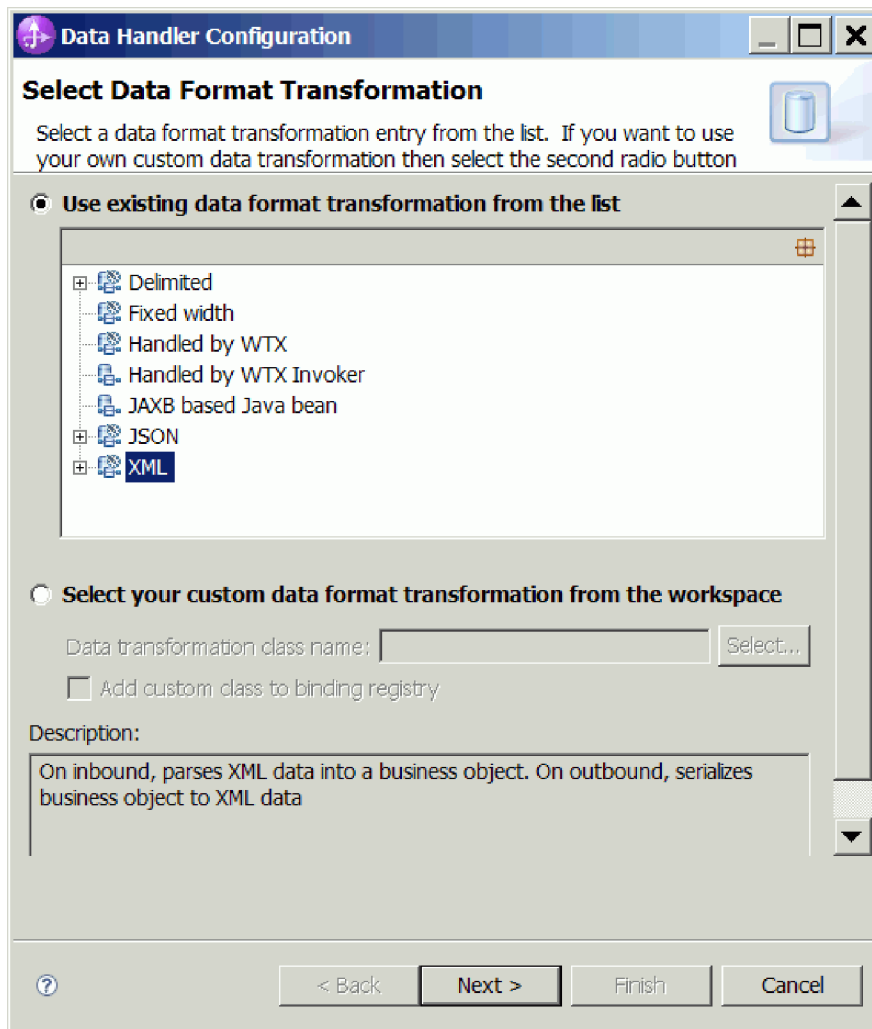 Data Handler Configuration
Select Data Format Transformation
Select a data format transformation entry from the list.  If you want to use
your own custom data transformation then select the second radio button
Use existing data format transformation from the list
Delimited
Fixed width
Handled by WTX
Handled by WTX Invoker
JAXB based Java bean
JSON
XML
Select your custom data format transformation from the workspace
Data transformation class name: Select...
Add custom class to binding registry
Description:
On inbound, parses XML data into a business object. On outbound, serializes
business object to XML data
? < Back Next > Finish Cancel